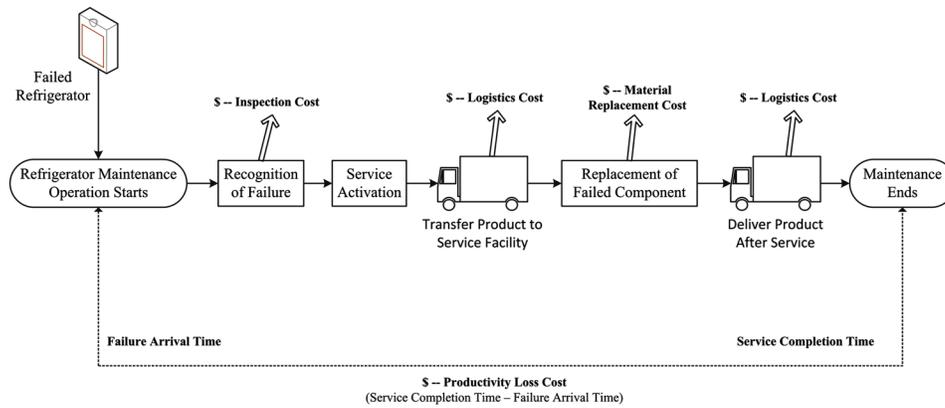 Failed
Refrigerator
$ -- Inspection Cost
$ -- Logistics Cost
$ -- Material
Replacement Cost
$ -- Logistics Cost
Refrigerator Maintenance
Operation Starts
Recognition
of Failure
Service
Activation
Replacement of
Failed Component
Maintenance
Ends
Transfer Product to
Service Facility
Deliver Product
After Service
Failure Arrival Time
Service Completion Time
$ -- Productivity Loss Cost
(Service Completion Time – Failure Arrival Time)